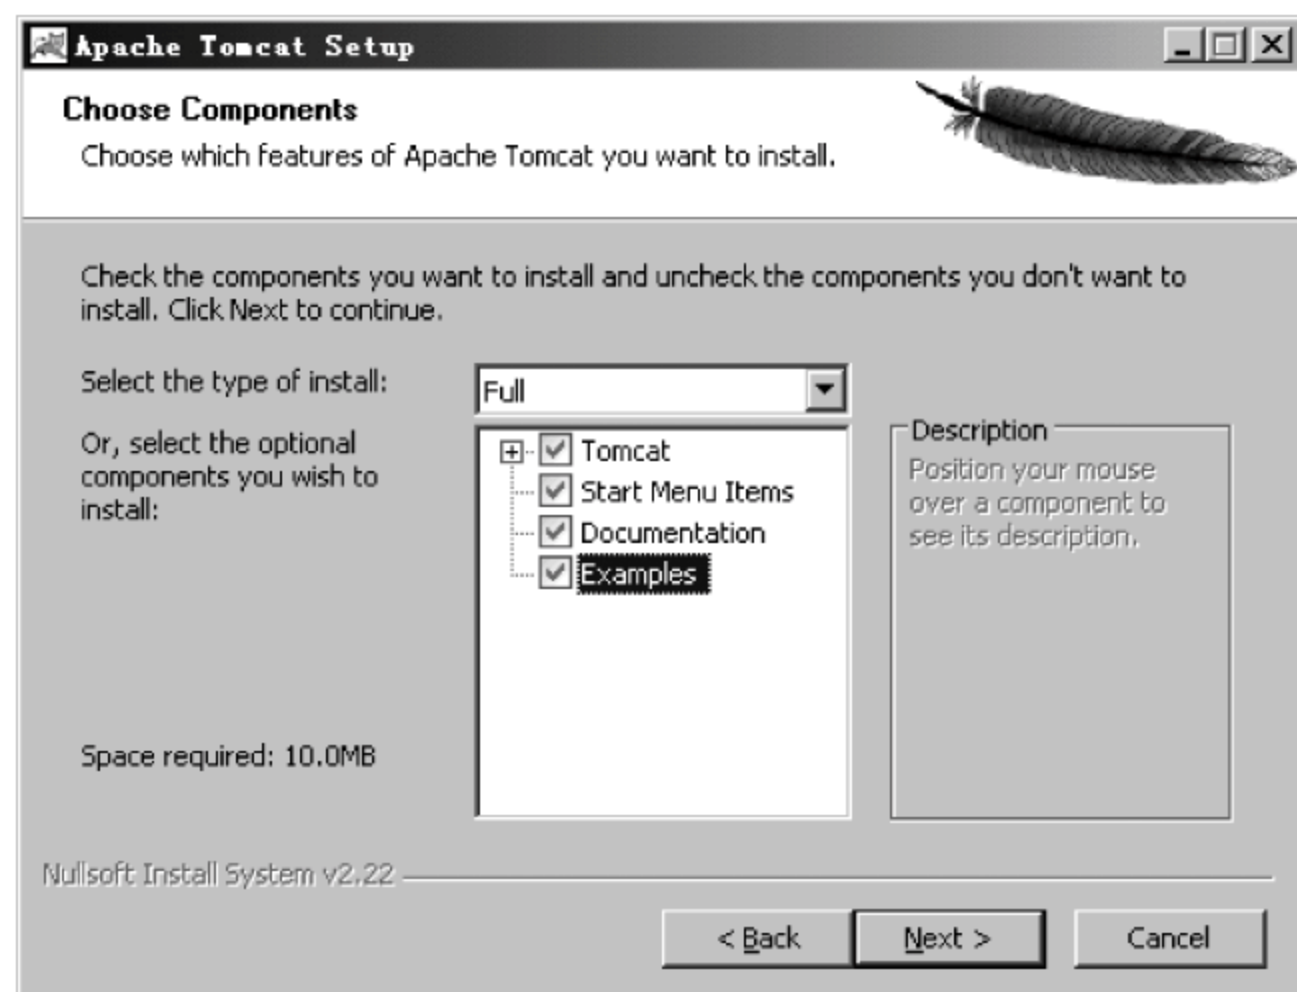 Apache Tomcat Setup
Choose Components
Choose which features of Apache Tomcat you want to install.
Check the components you want to install and uncheck the components you don't want to
install. Click Next to continue.
Select the type of install:
Full
Or, select the optional
components you wish to
install:
Tomcat
Start Menu Items
Documentation
Examples
Description
Position your mouse
over a component to
see its description.
Space required: 10.0MB
Nullsoft Install System v2.22
< Back
Next >
Cancel